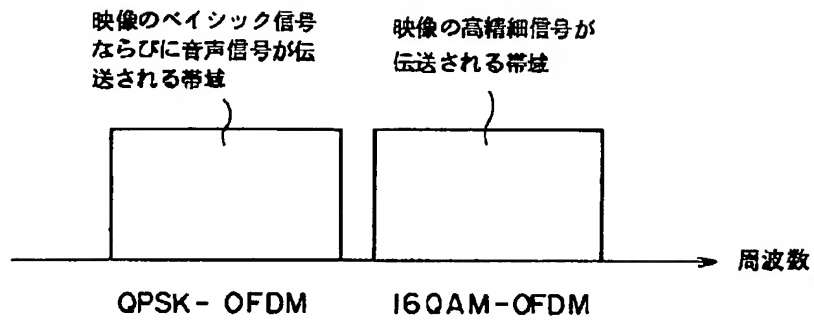 映像のベイシック信号
ならびに音声信号が伝
送される帯域
映像の高精細信号が
伝送される帯域
周波数
QPSK-OFDM
16QAM-OFDM